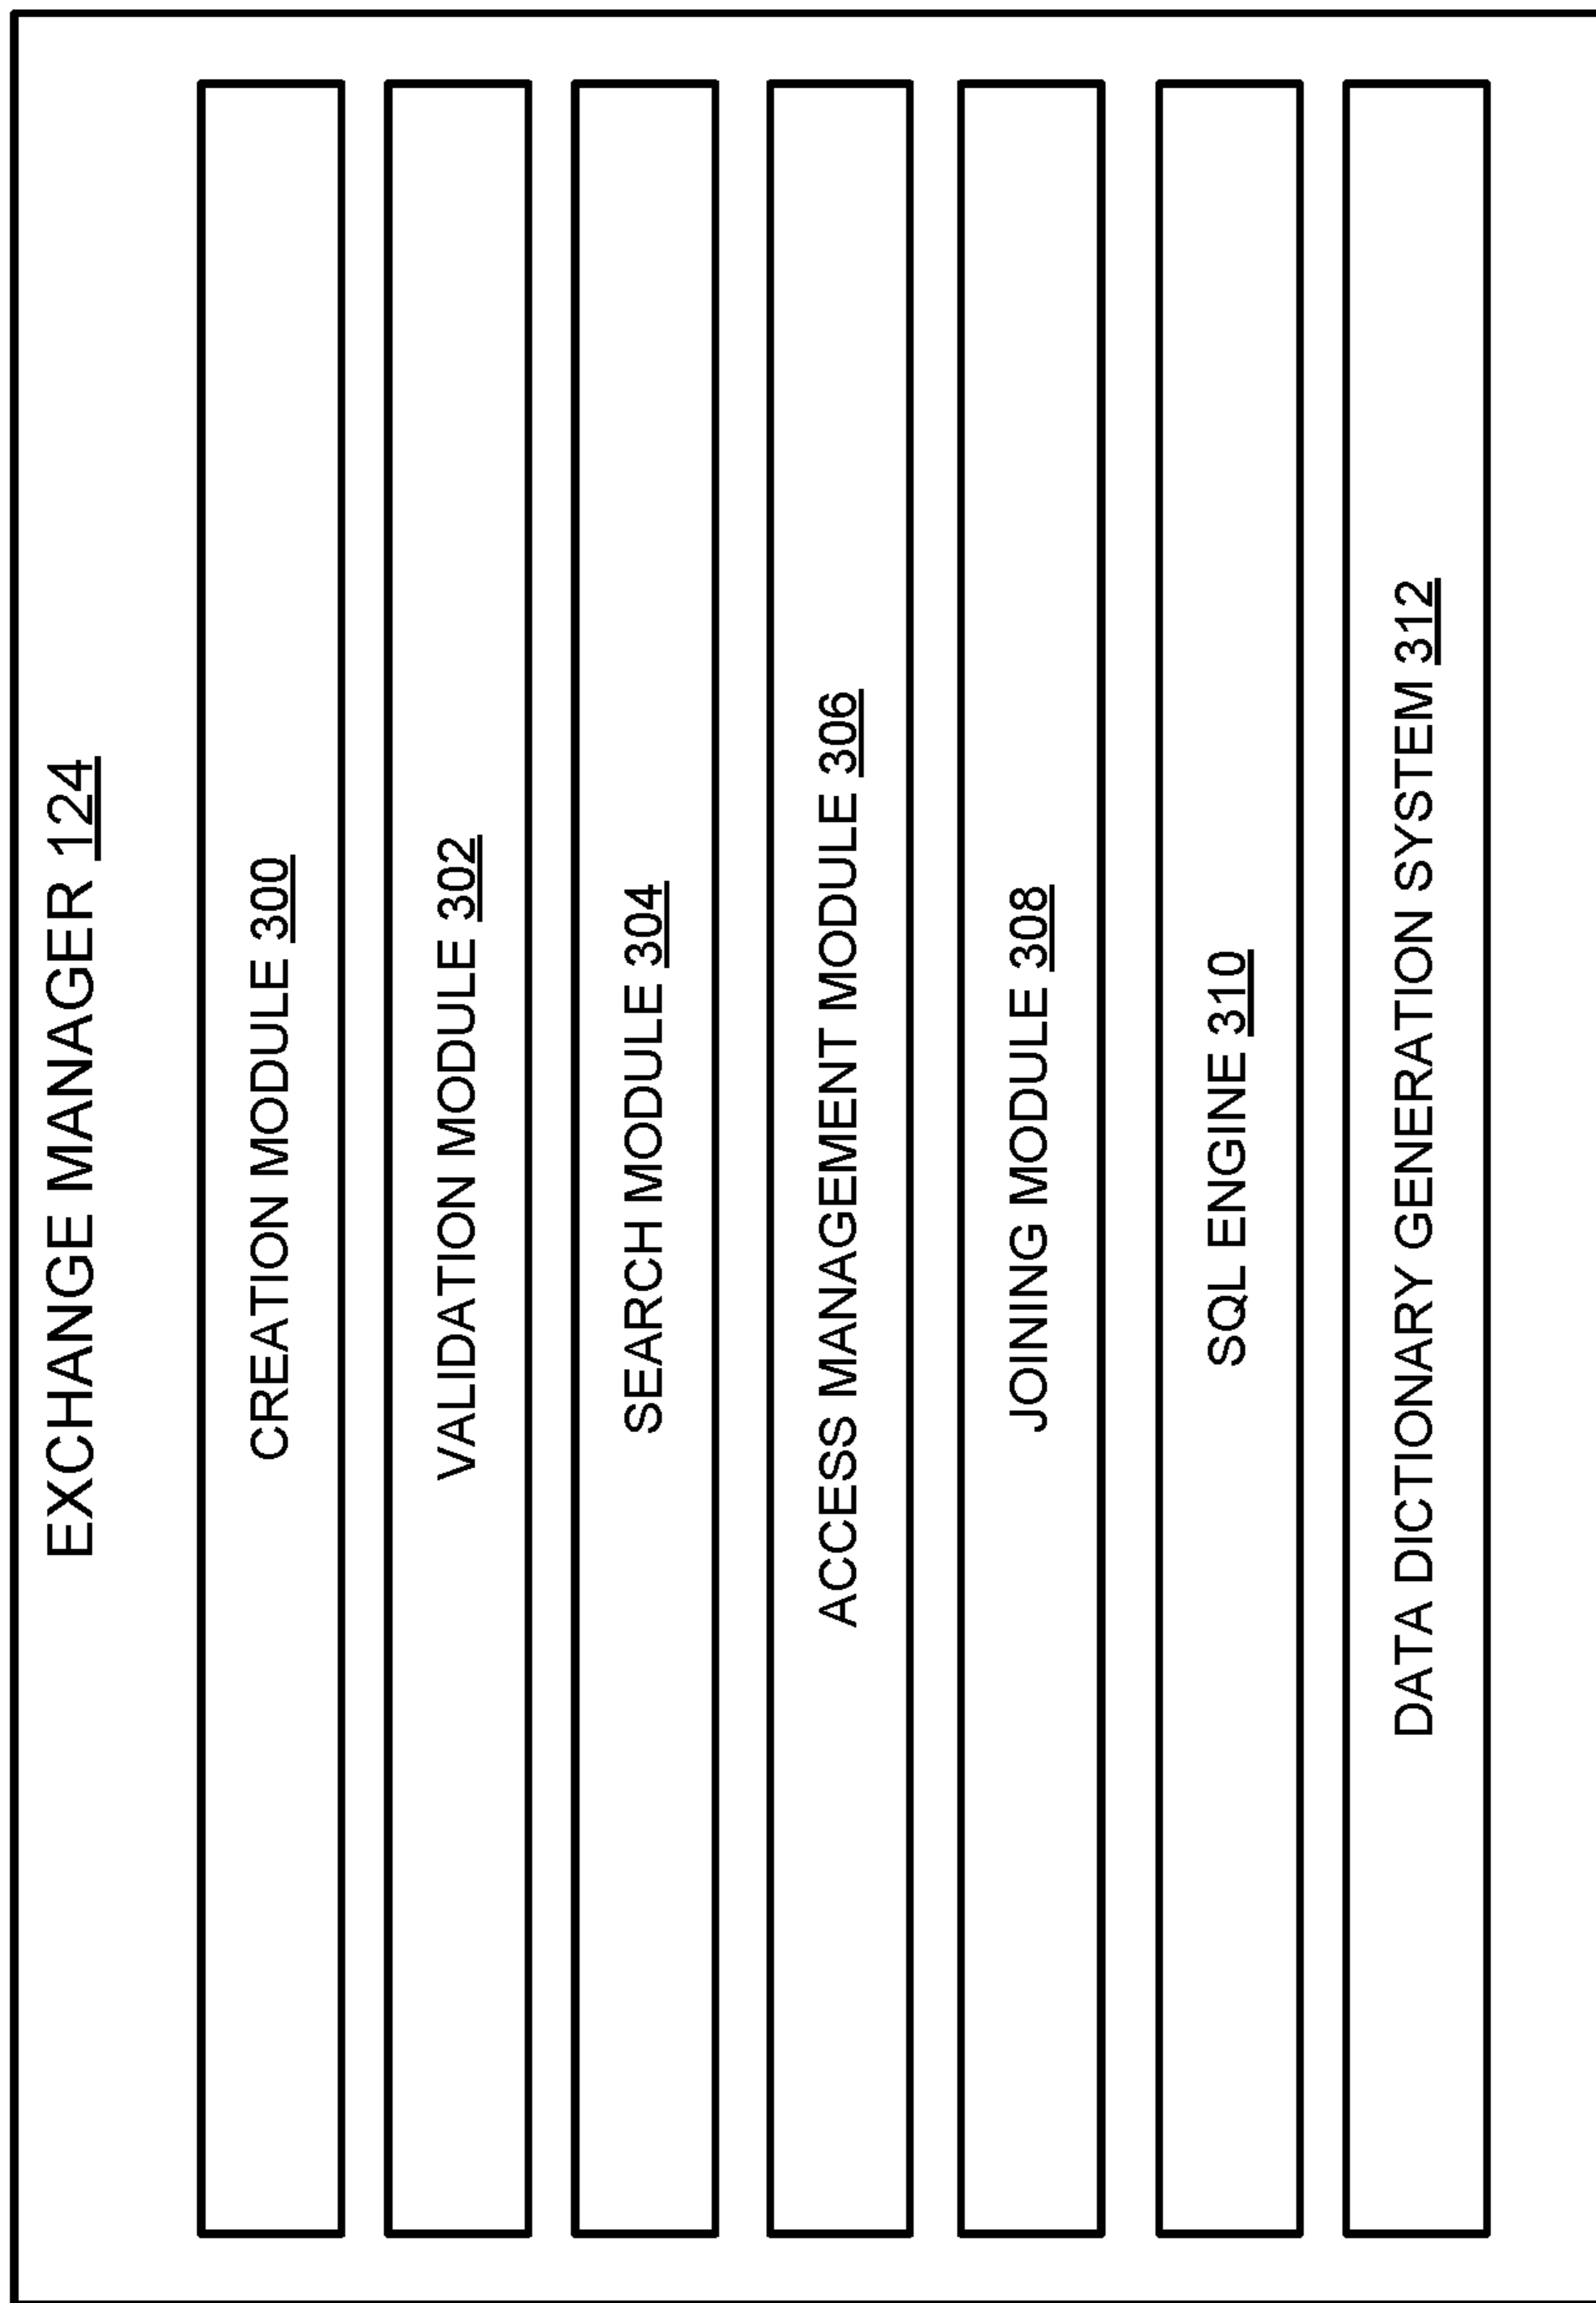 EXCHANGE MANAGER 124
CREATION MODULE 300
VALIDATION MODULE 302
SEARCH MODULE 304
ACCESS MANAGEMENT MODULE 306
JOINING MODULE 308
SQL ENGINE 310
DATA DICTIONARY GENERATION SYSTEM 312